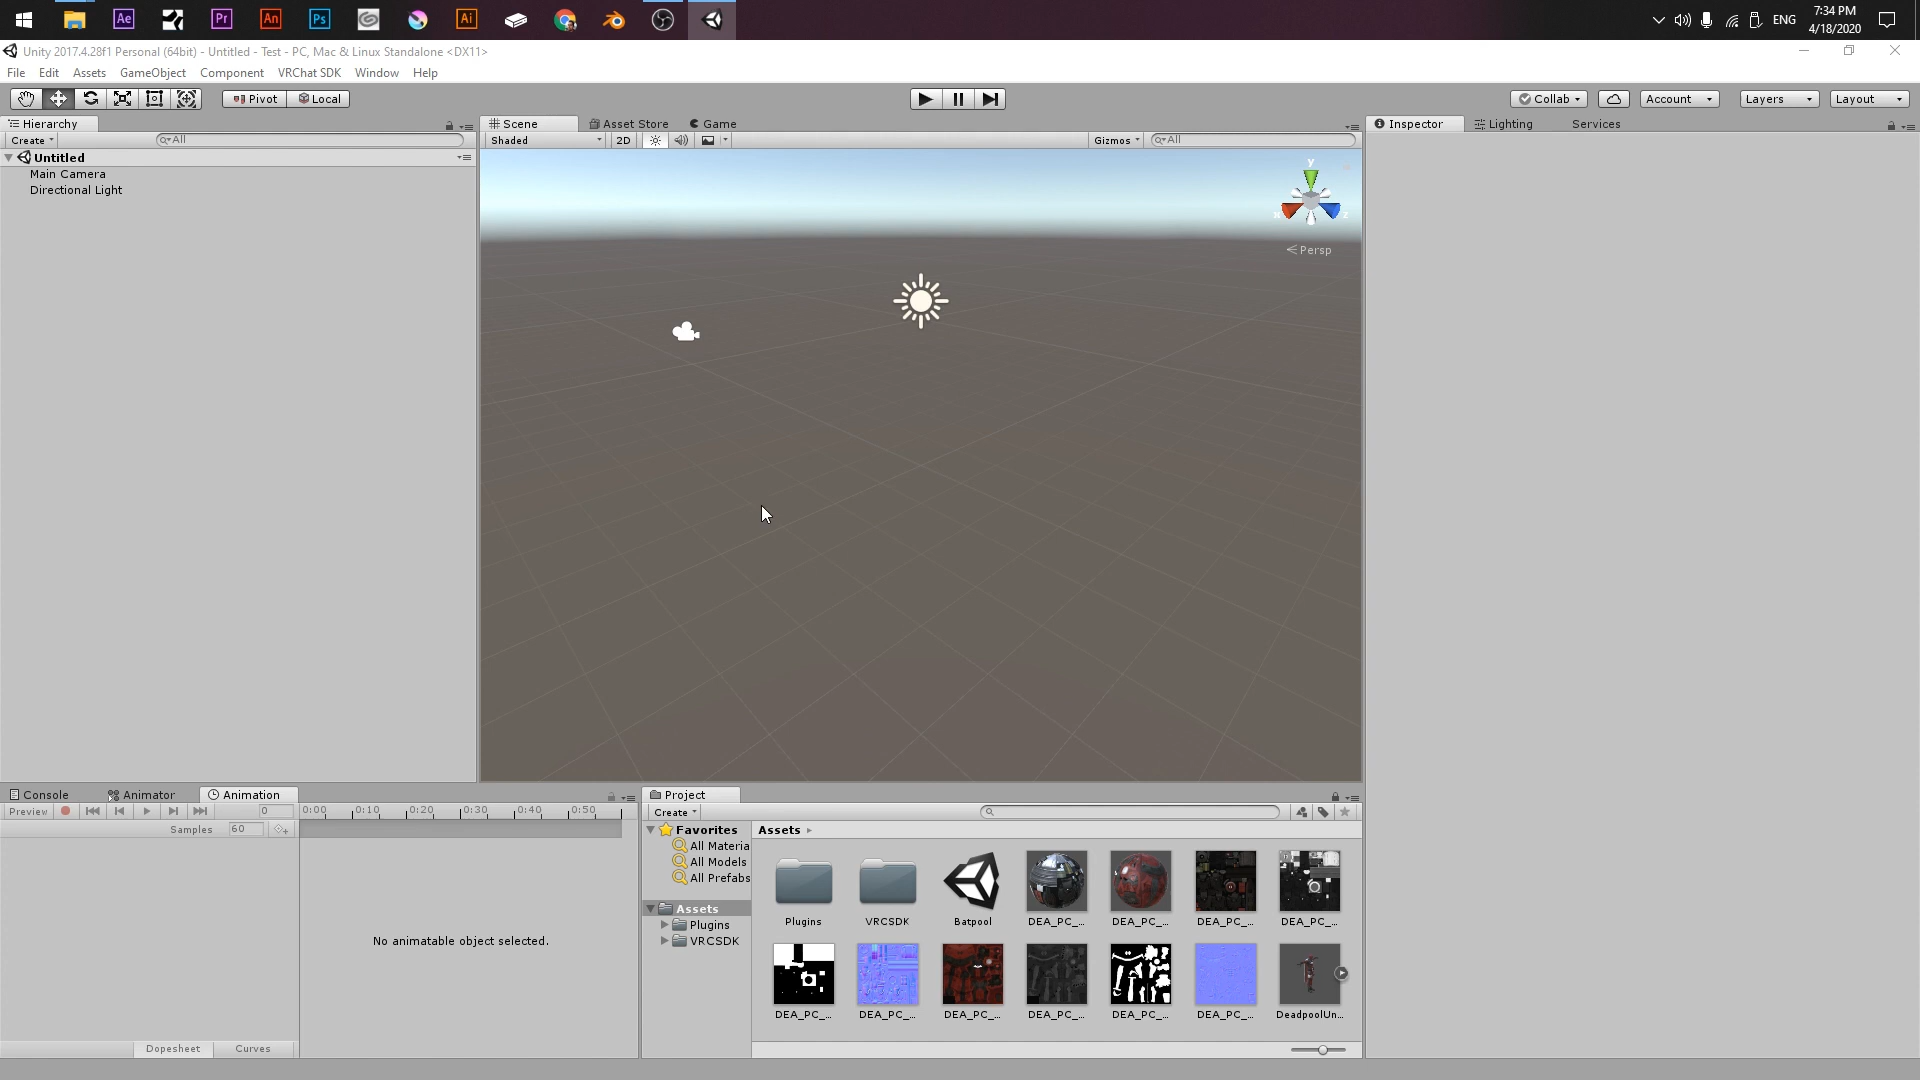 Ae Pr An Ps Ai ENG 7:34 PM
4/18/2020
Unity 2017.4.28f1 Personal (64bit) - Untitled - Test - PC, Mac & Linux Standalone <DX11>
File Edit Assets GameObject Component VRChat SDK Window Help
Pivot Local Collab Account Layers Layout
Hierarchy Scene Asset Store Game Inspector Lighting Services
Create All Shaded 2D Gizmos All
Untitled
Main Camera
Directional Light
y
x z
Persp
Console Animator Animation Project
Preview 0 0:00 0:10 0:20 0:30 0:40 0:50 Create
Samples 60 Favorites Assets
All Materia
All Models
All Prefabs
Assets
Plugins
VRCSDK
Plugins VRCSDK Batpool DEA_PC_... DEA_PC_... DEA_PC_... DEA_PC_...
No animatable object selected.
DEA_PC_... DEA_PC_... DEA_PC_... DEA_PC_... DEA_PC_... DEA_PC_... DeadpoolUn...
Dopesheet Curves